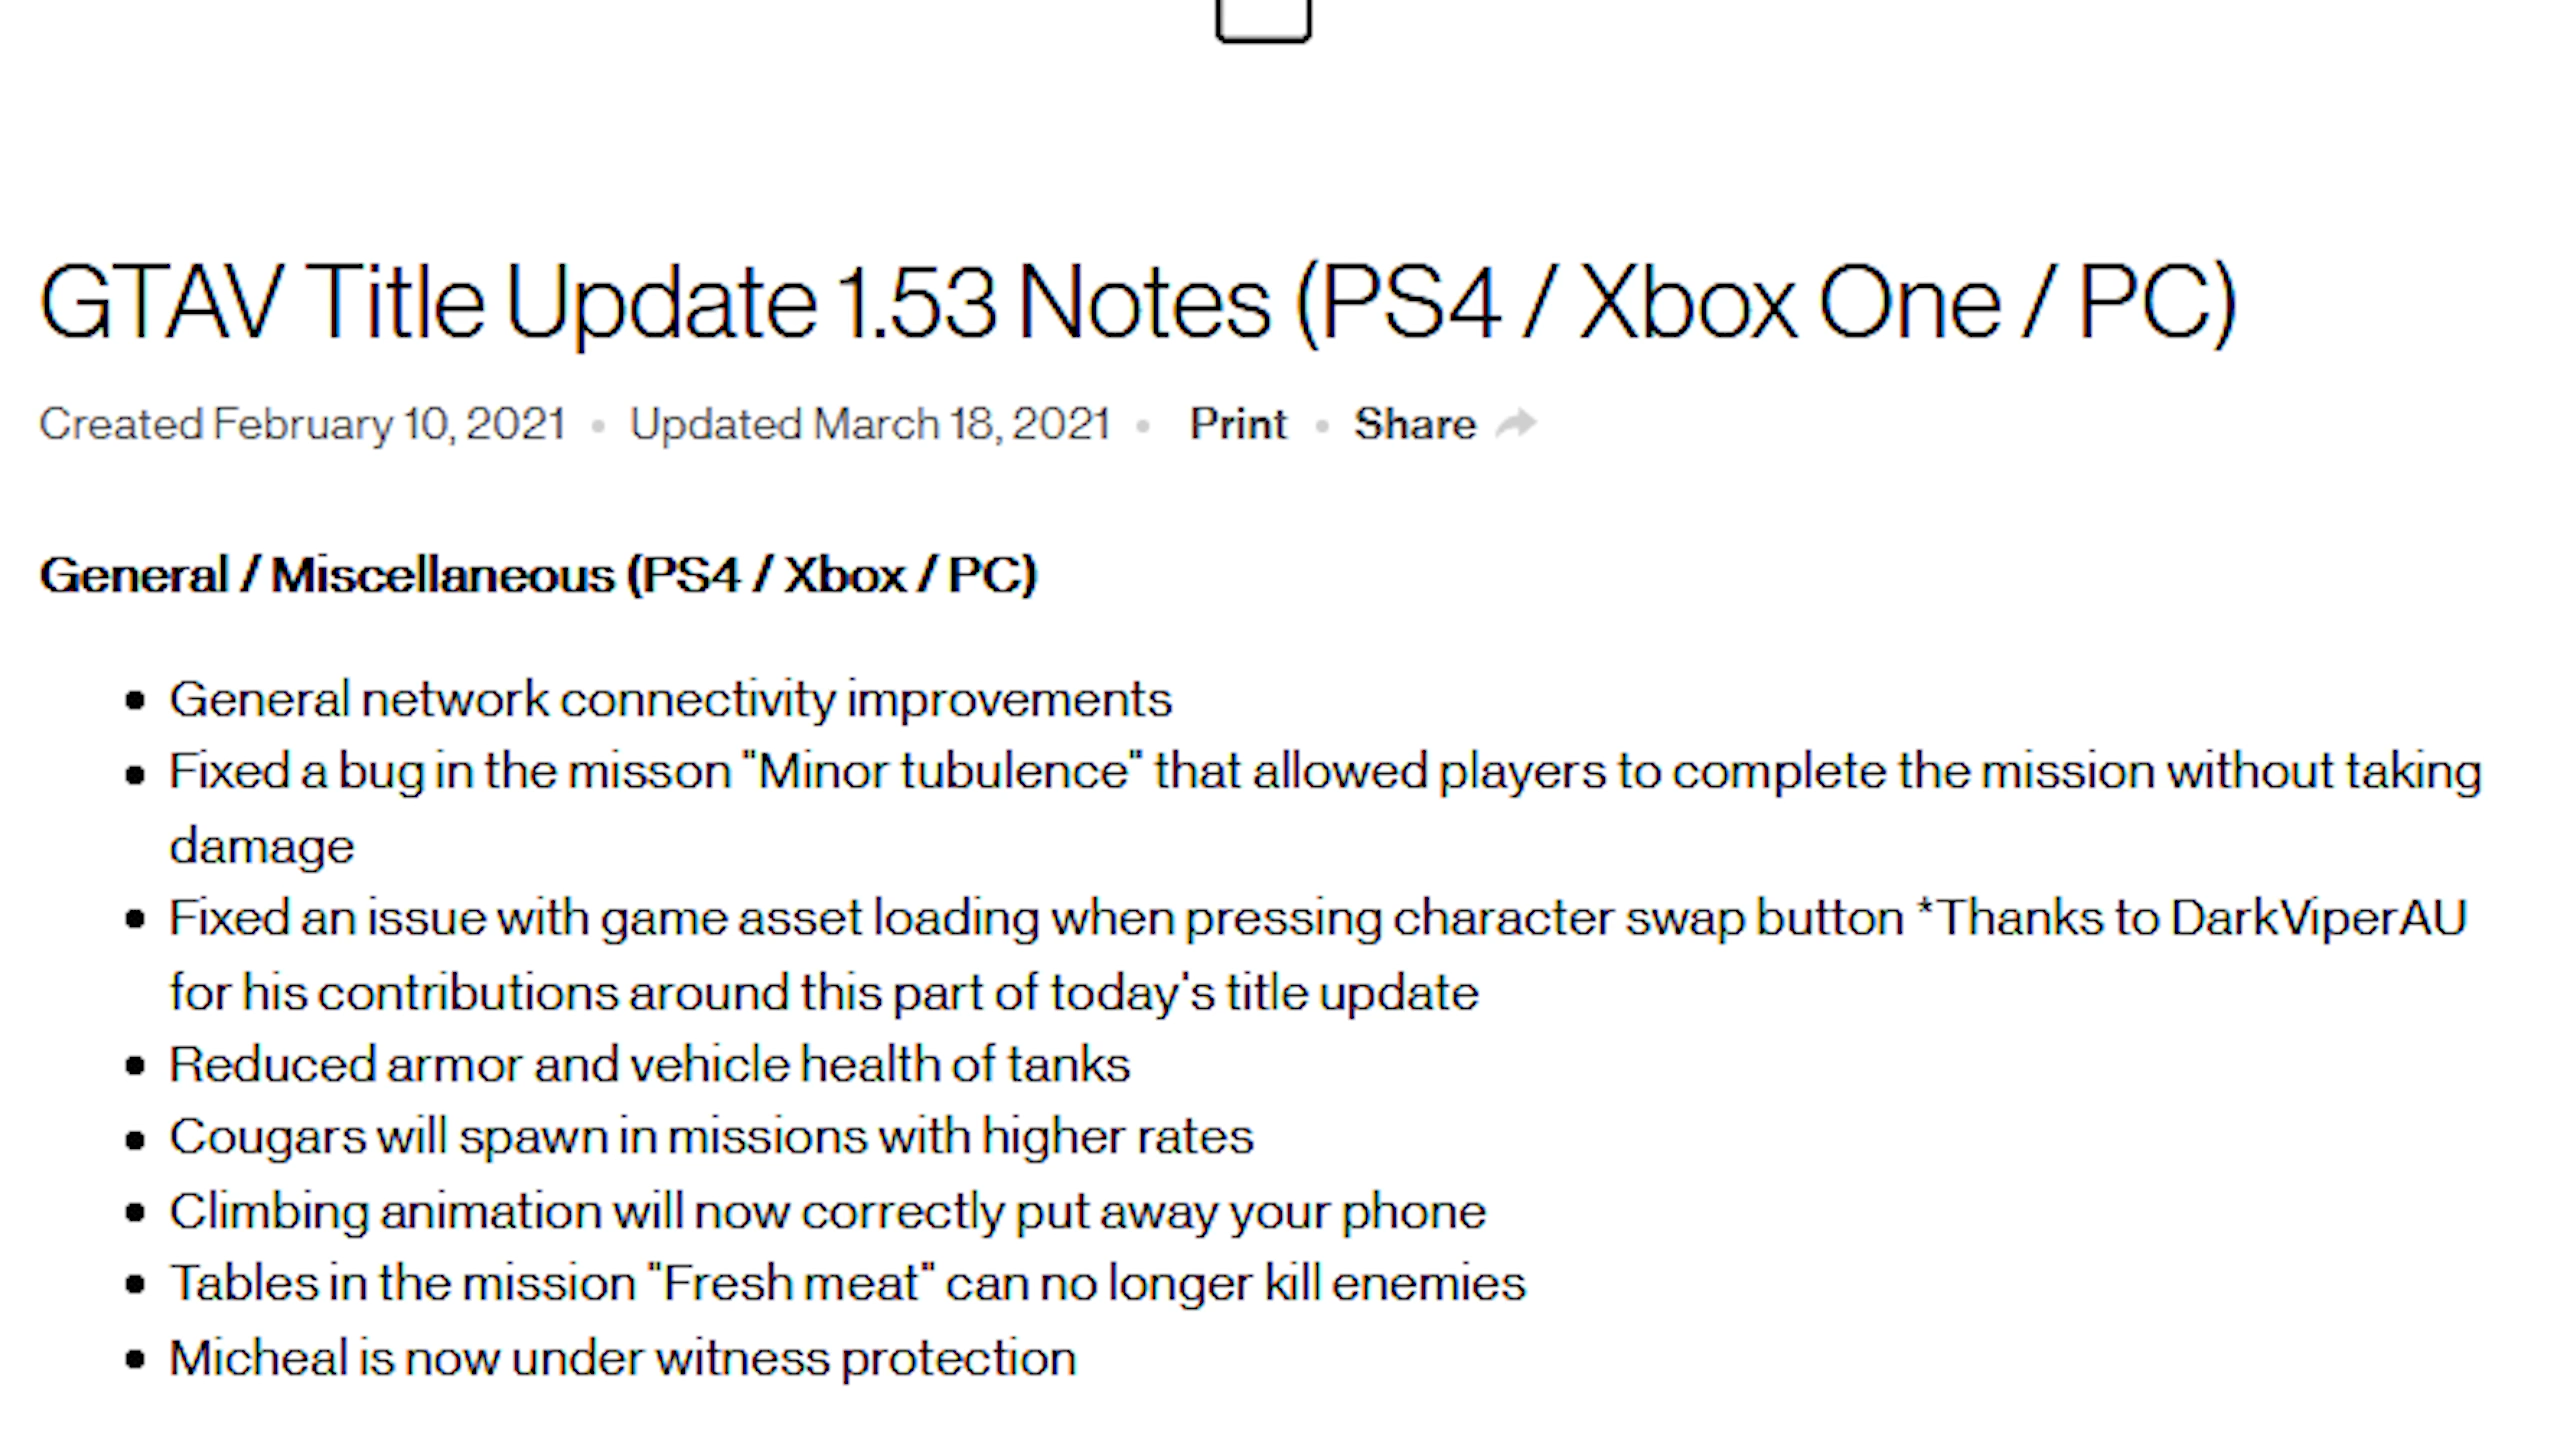 GTAV Title Update 1.53 Notes (PS4 / Xbox One / PC)
Created February 10, 2021 • Updated March 18, 2021 • Print • Share
General / Miscellaneous (PS4 / Xbox / PC)
• General network connectivity improvements
• Fixed a bug in the misson "Minor tubulence" that allowed players to complete the mission without taking
damage
• Fixed an issue with game asset loading when pressing character swap button *Thanks to DarkViperAU
for his contributions around this part of today's title update
• Reduced armor and vehicle health of tanks
• Cougars will spawn in missions with higher rates
• Climbing animation will now correctly put away your phone
• Tables in the mission "Fresh meat" can no longer kill enemies
• Micheal is now under witness protection